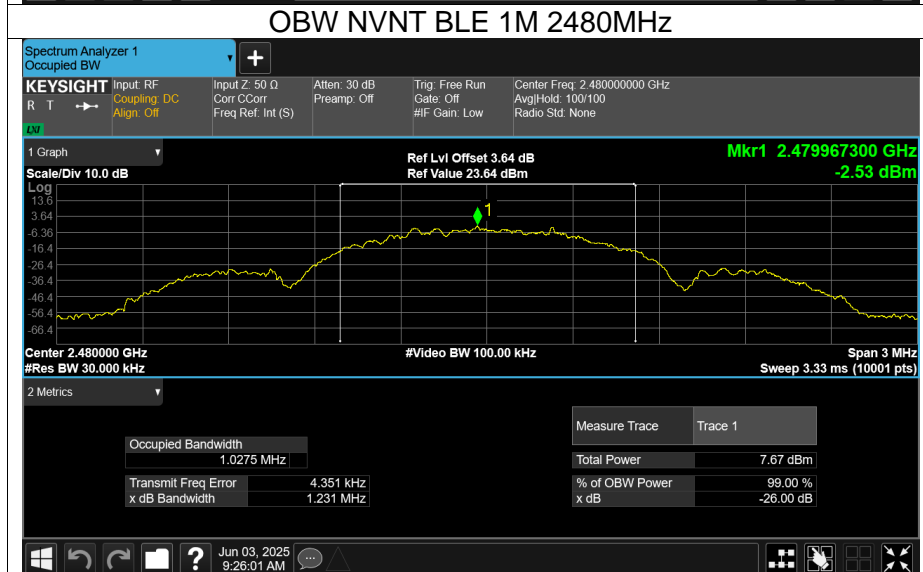 OBW NVNT BLE 1M 2480MHz
Spectrum Analyzer 1
Occupied BW
+
KEYSIGHT
R T
LXI
Input: RF
Coupling: DC
Align: Off
Input Z: 50 Ω
Corr CCorr
Freq Ref: Int (S)
Atten: 30 dB
Preamp: Off
Trig: Free Run
Gate: Off
#IF Gain: Low
Center Freq: 2.480000000 GHz
Avg|Hold: 100/100
Radio Std: None
1 Graph
Scale/Div 10.0 dB
Ref Lvl Offset 3.64 dB
Ref Value 23.64 dBm
Mkr1 2.479967300 GHz
-2.53 dBm
Log
13.6
3.64
-6.36
-16.4
-26.4
-36.4
-46.4
-56.4
-66.4
1
Center 2.480000 GHz
#Res BW 30.000 kHz
#Video BW 100.00 kHz
Span 3 MHz
Sweep 3.33 ms (10001 pts)
2 Metrics
Measure Trace Trace 1
Occupied Bandwidth
1.0275 MHz
Total Power 7.67 dBm
Transmit Freq Error 4.351 kHz
% of OBW Power 99.00 %
x dB Bandwidth 1.231 MHz
x dB -26.00 dB
?
Jun 03, 2025
9:26:01 AM